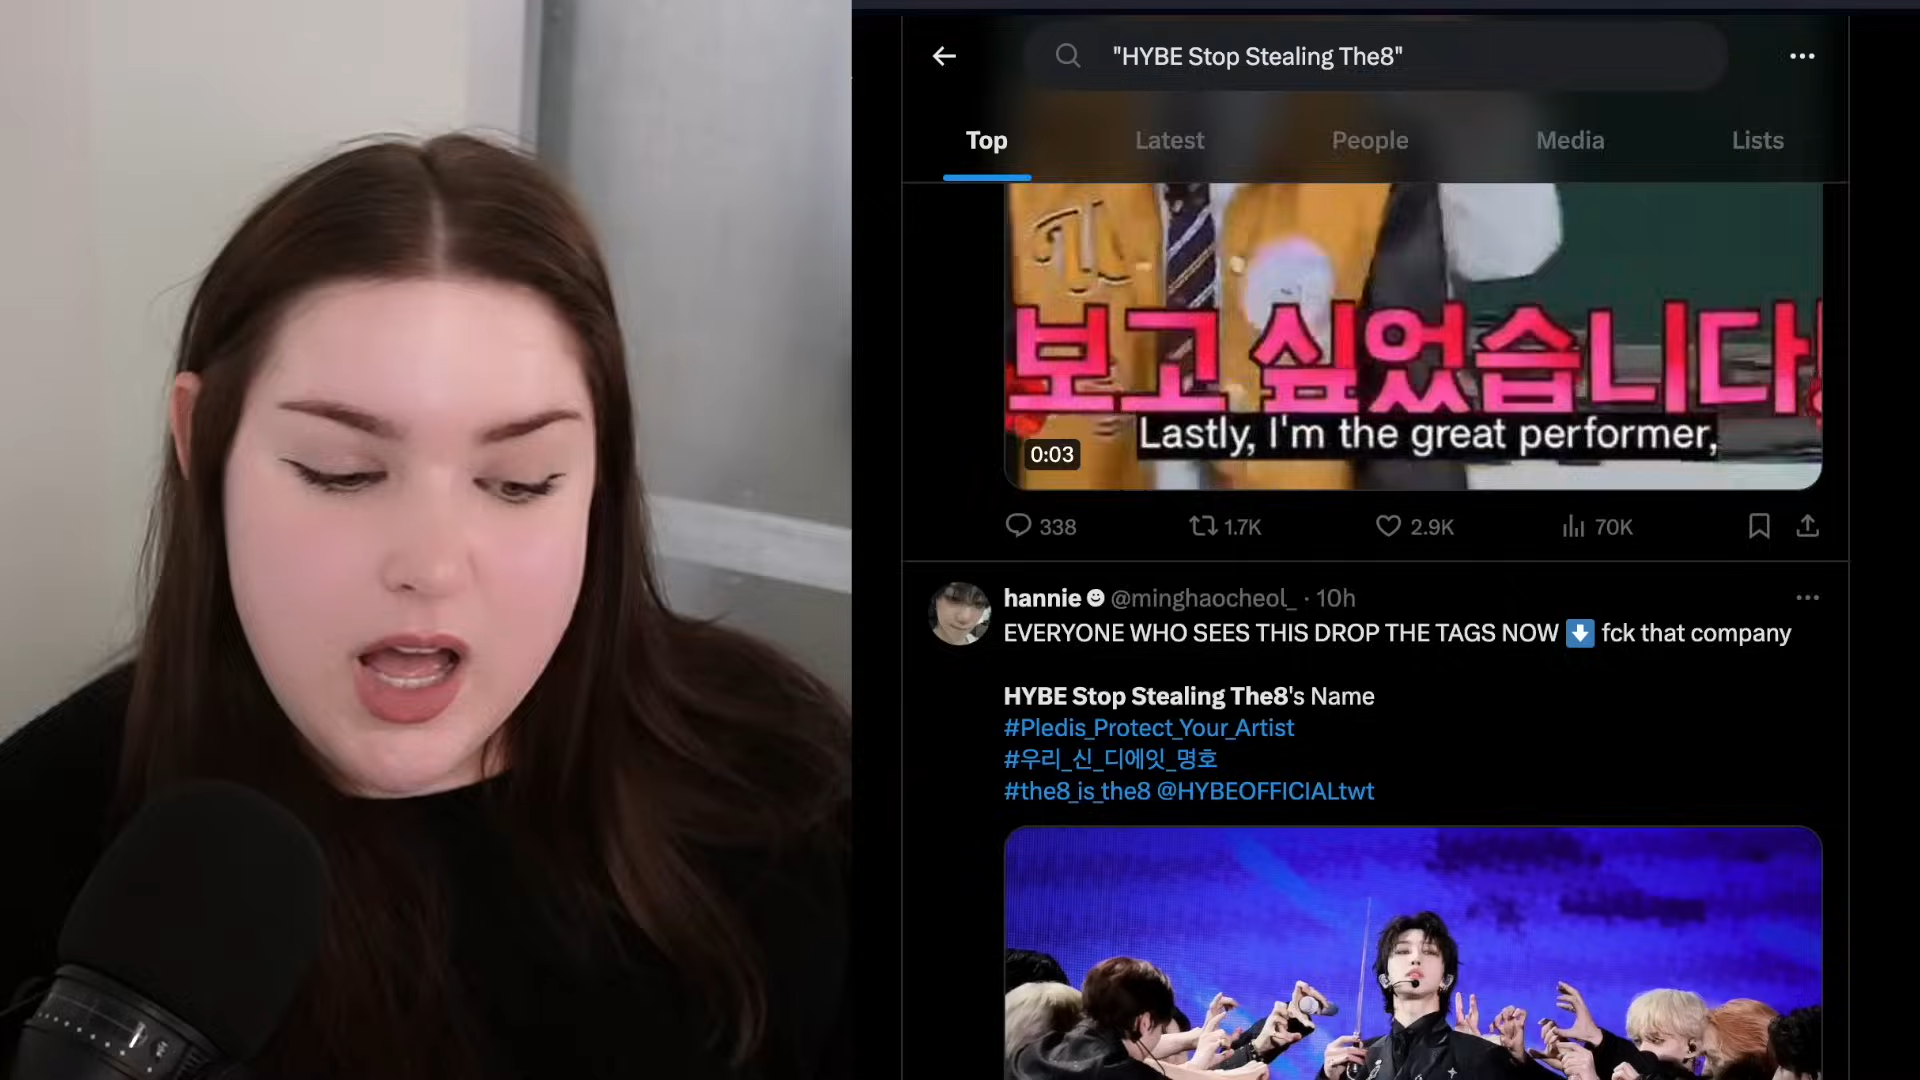 "HYBE Stop Stealing The8"
Top
Latest
People
Media
Lists
보고 싶었습니다!
Lastly, I'm the great performer,
0:03
338
1.7K
2.9K
70K
hannie @minghaocheol_ · 10h
EVERYONE WHO SEES THIS DROP THE TAGS NOW ⬇️ fck that company
HYBE Stop Stealing The8's Name
#Pledis_Protect_Your_Artist
#우리_신_디에잇_명호
#the8_is_the8 @HYBEOFFICIALtwt